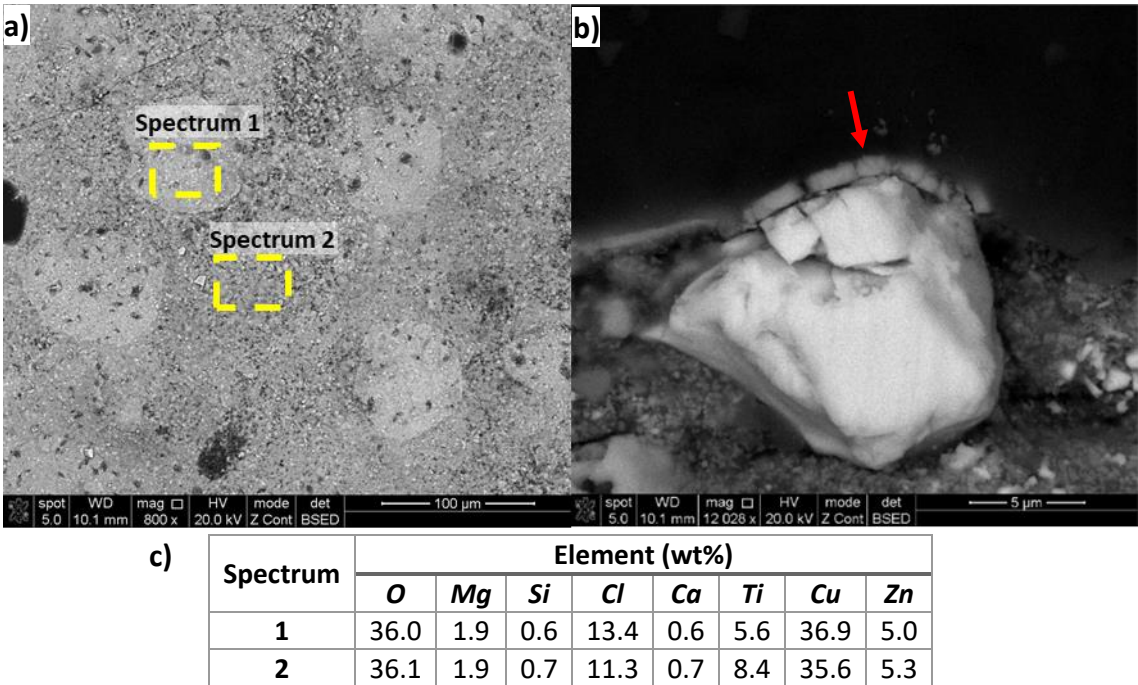 a)
Spectrum 1
Spectrum 2
spot WD mag HV mode det
5.0 10.1 mm 800 x 20.0 kV Z Cont BSED
100 µm
b)
spot WD mag HV mode det
5.0 10.1 mm 12 028 x 20.0 kV Z Cont BSED
5 µm
c)
Spectrum Element (wt%)
O Mg Si Cl Ca Ti Cu Zn
1 36.0 1.9 0.6 13.4 0.6 5.6 36.9 5.0
2 36.1 1.9 0.7 11.3 0.7 8.4 35.6 5.3